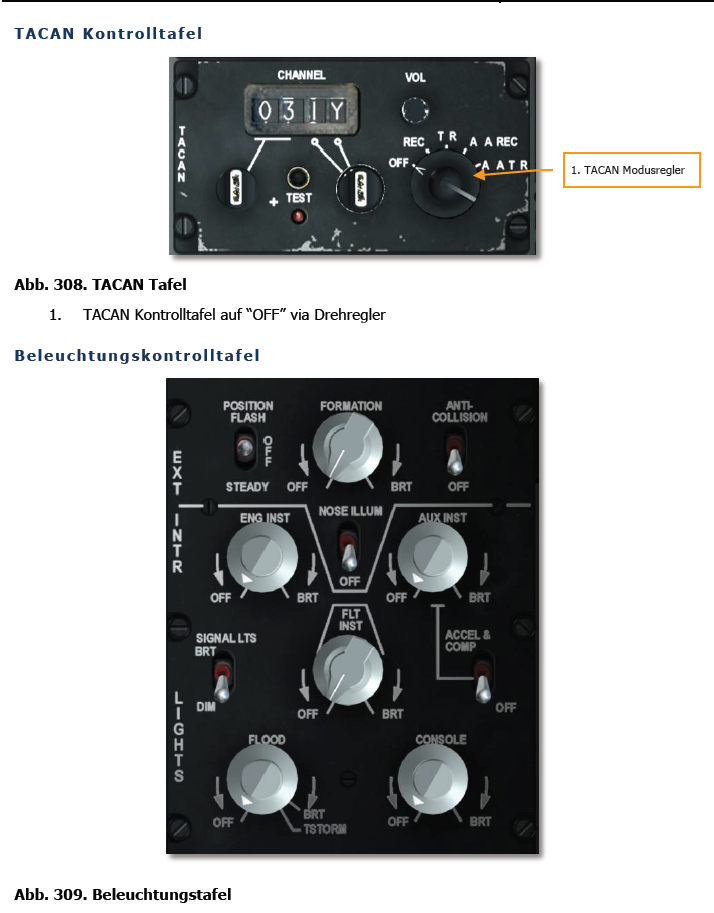 TACAN Kontrolltafel
CHANNEL
VOL
0 3 1 Y
TACAN
REC
T R
A A REC
OFF
A A T R
+ TEST
1. TACAN Modusregler
Abb. 308. TACAN Tafel
1. TACAN Kontrolltafel auf “OFF” via Drehregler
Beleuchtungskontrolltafel
POSITION
FLASH
OFF
STEADY
FORMATION
OFF
BRT
ANTI-
COLLISION
OFF
EXT
INTR
ENG INST
OFF
BRT
NOSE ILLUM
OFF
AUX INST
OFF
BRT
SIGNAL LTS
BRT
DIM
FLT
INST
OFF
BRT
ACCEL &
COMP
OFF
LIGHTS
FLOOD
OFF
BRT
TSTORM
CONSOLE
OFF
BRT
Abb. 309. Beleuchtungstafel